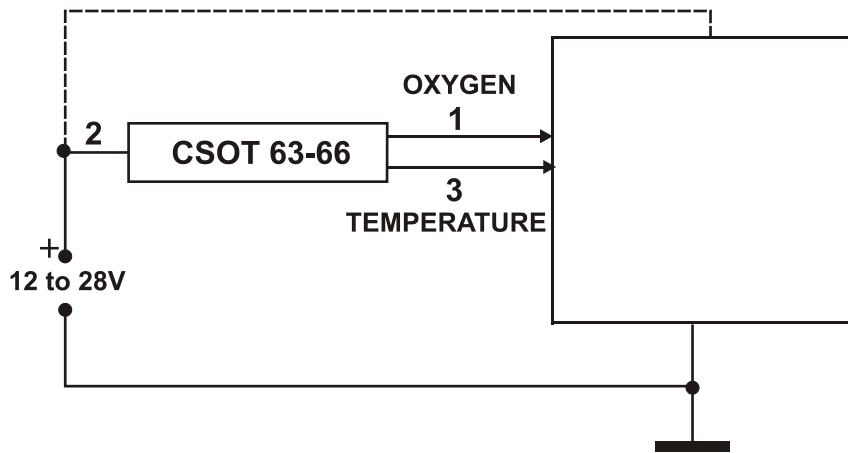 OXYGEN
1
2
CSOT 63-66
3
TEMPERATURE
+
12 to 28V